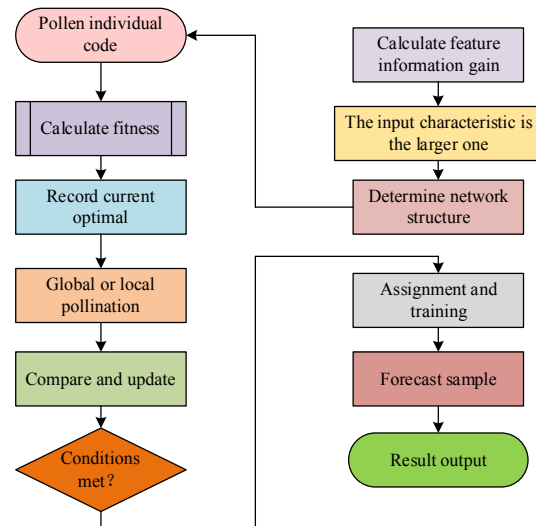 Pollen individual
code
Calculate fitness
Record current
optimal
Global or local
pollination
Compare and update
Conditions
met?
Calculate feature
information gain
The input characteristic is
the larger one
Determine network
structure
Assignment and
training
Forecast sample
Result output